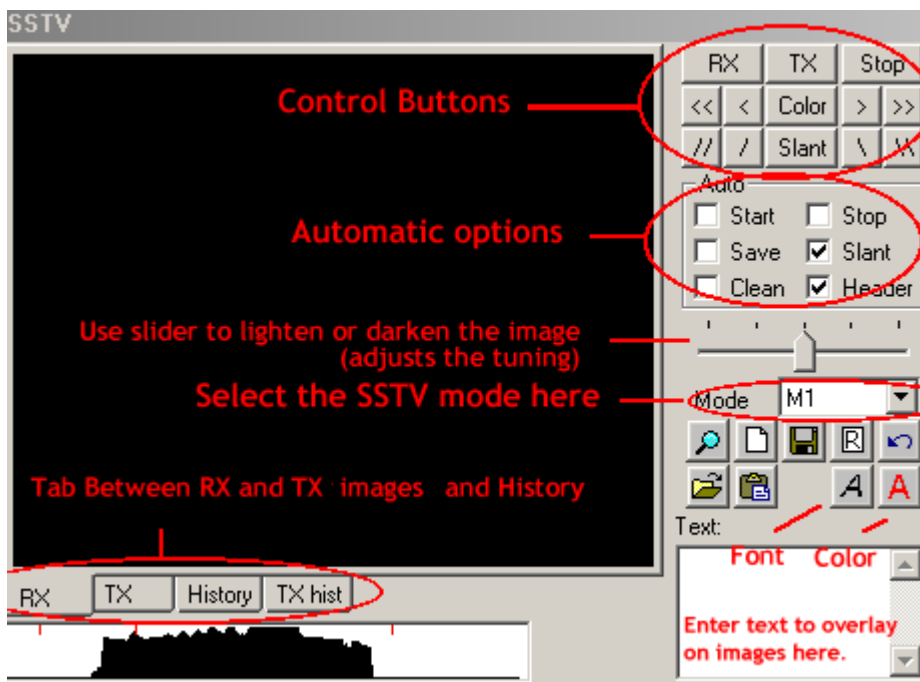 SSTV
RX TX Stop
Control Buttons
<< < Color > >>
// / Slant \ \\
Auto
Start Stop
Automatic options
Save Slant
Clean Header
Use slider to lighten or darken the image
(adjusts the tuning)
Select the SSTV mode here
Mode M1
R
Tab Between RX and TX images and History
A A
Text:
Font Color
RX TX History TX hist
Enter text to overlay
on images here.